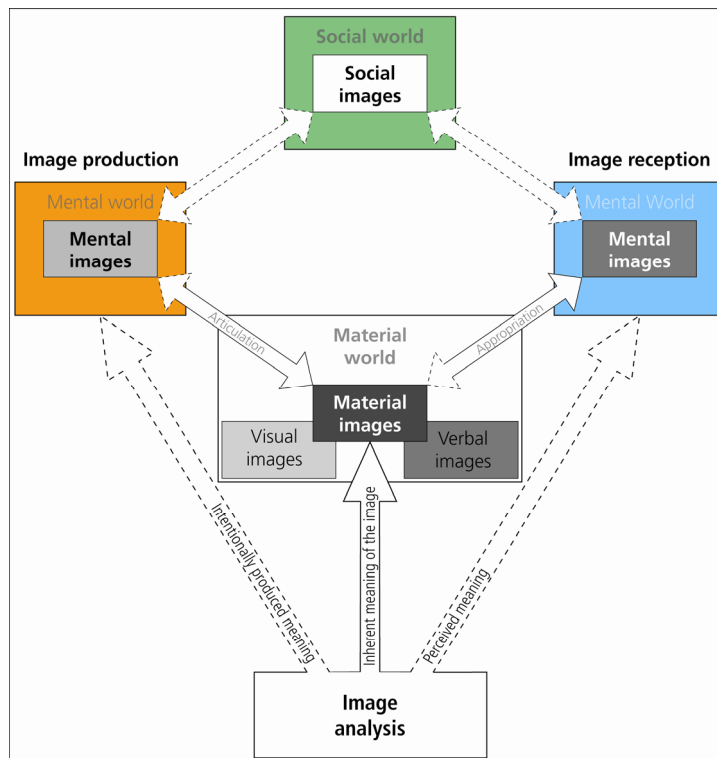 Social world
Social
images
Image production
Image reception
Mental world
Mental
images
Mental World
Mental
images
Articulation
Appropriation
Material
world
Material
images
Visual
images
Verbal
images
Intentionally produced meaning
Inherent meaning of the image
Perceived meaning
Image
analysis